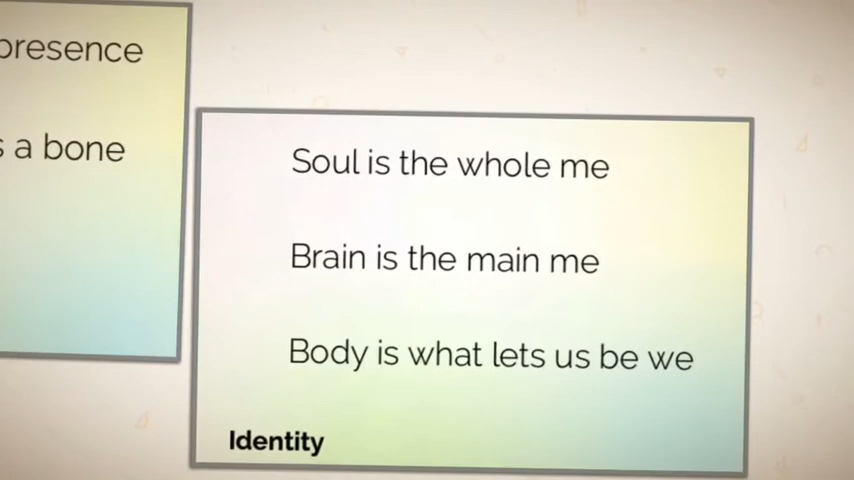 presence
s a bone
Soul is the whole me
Brain is the main me
Body is what lets us be we
Identity